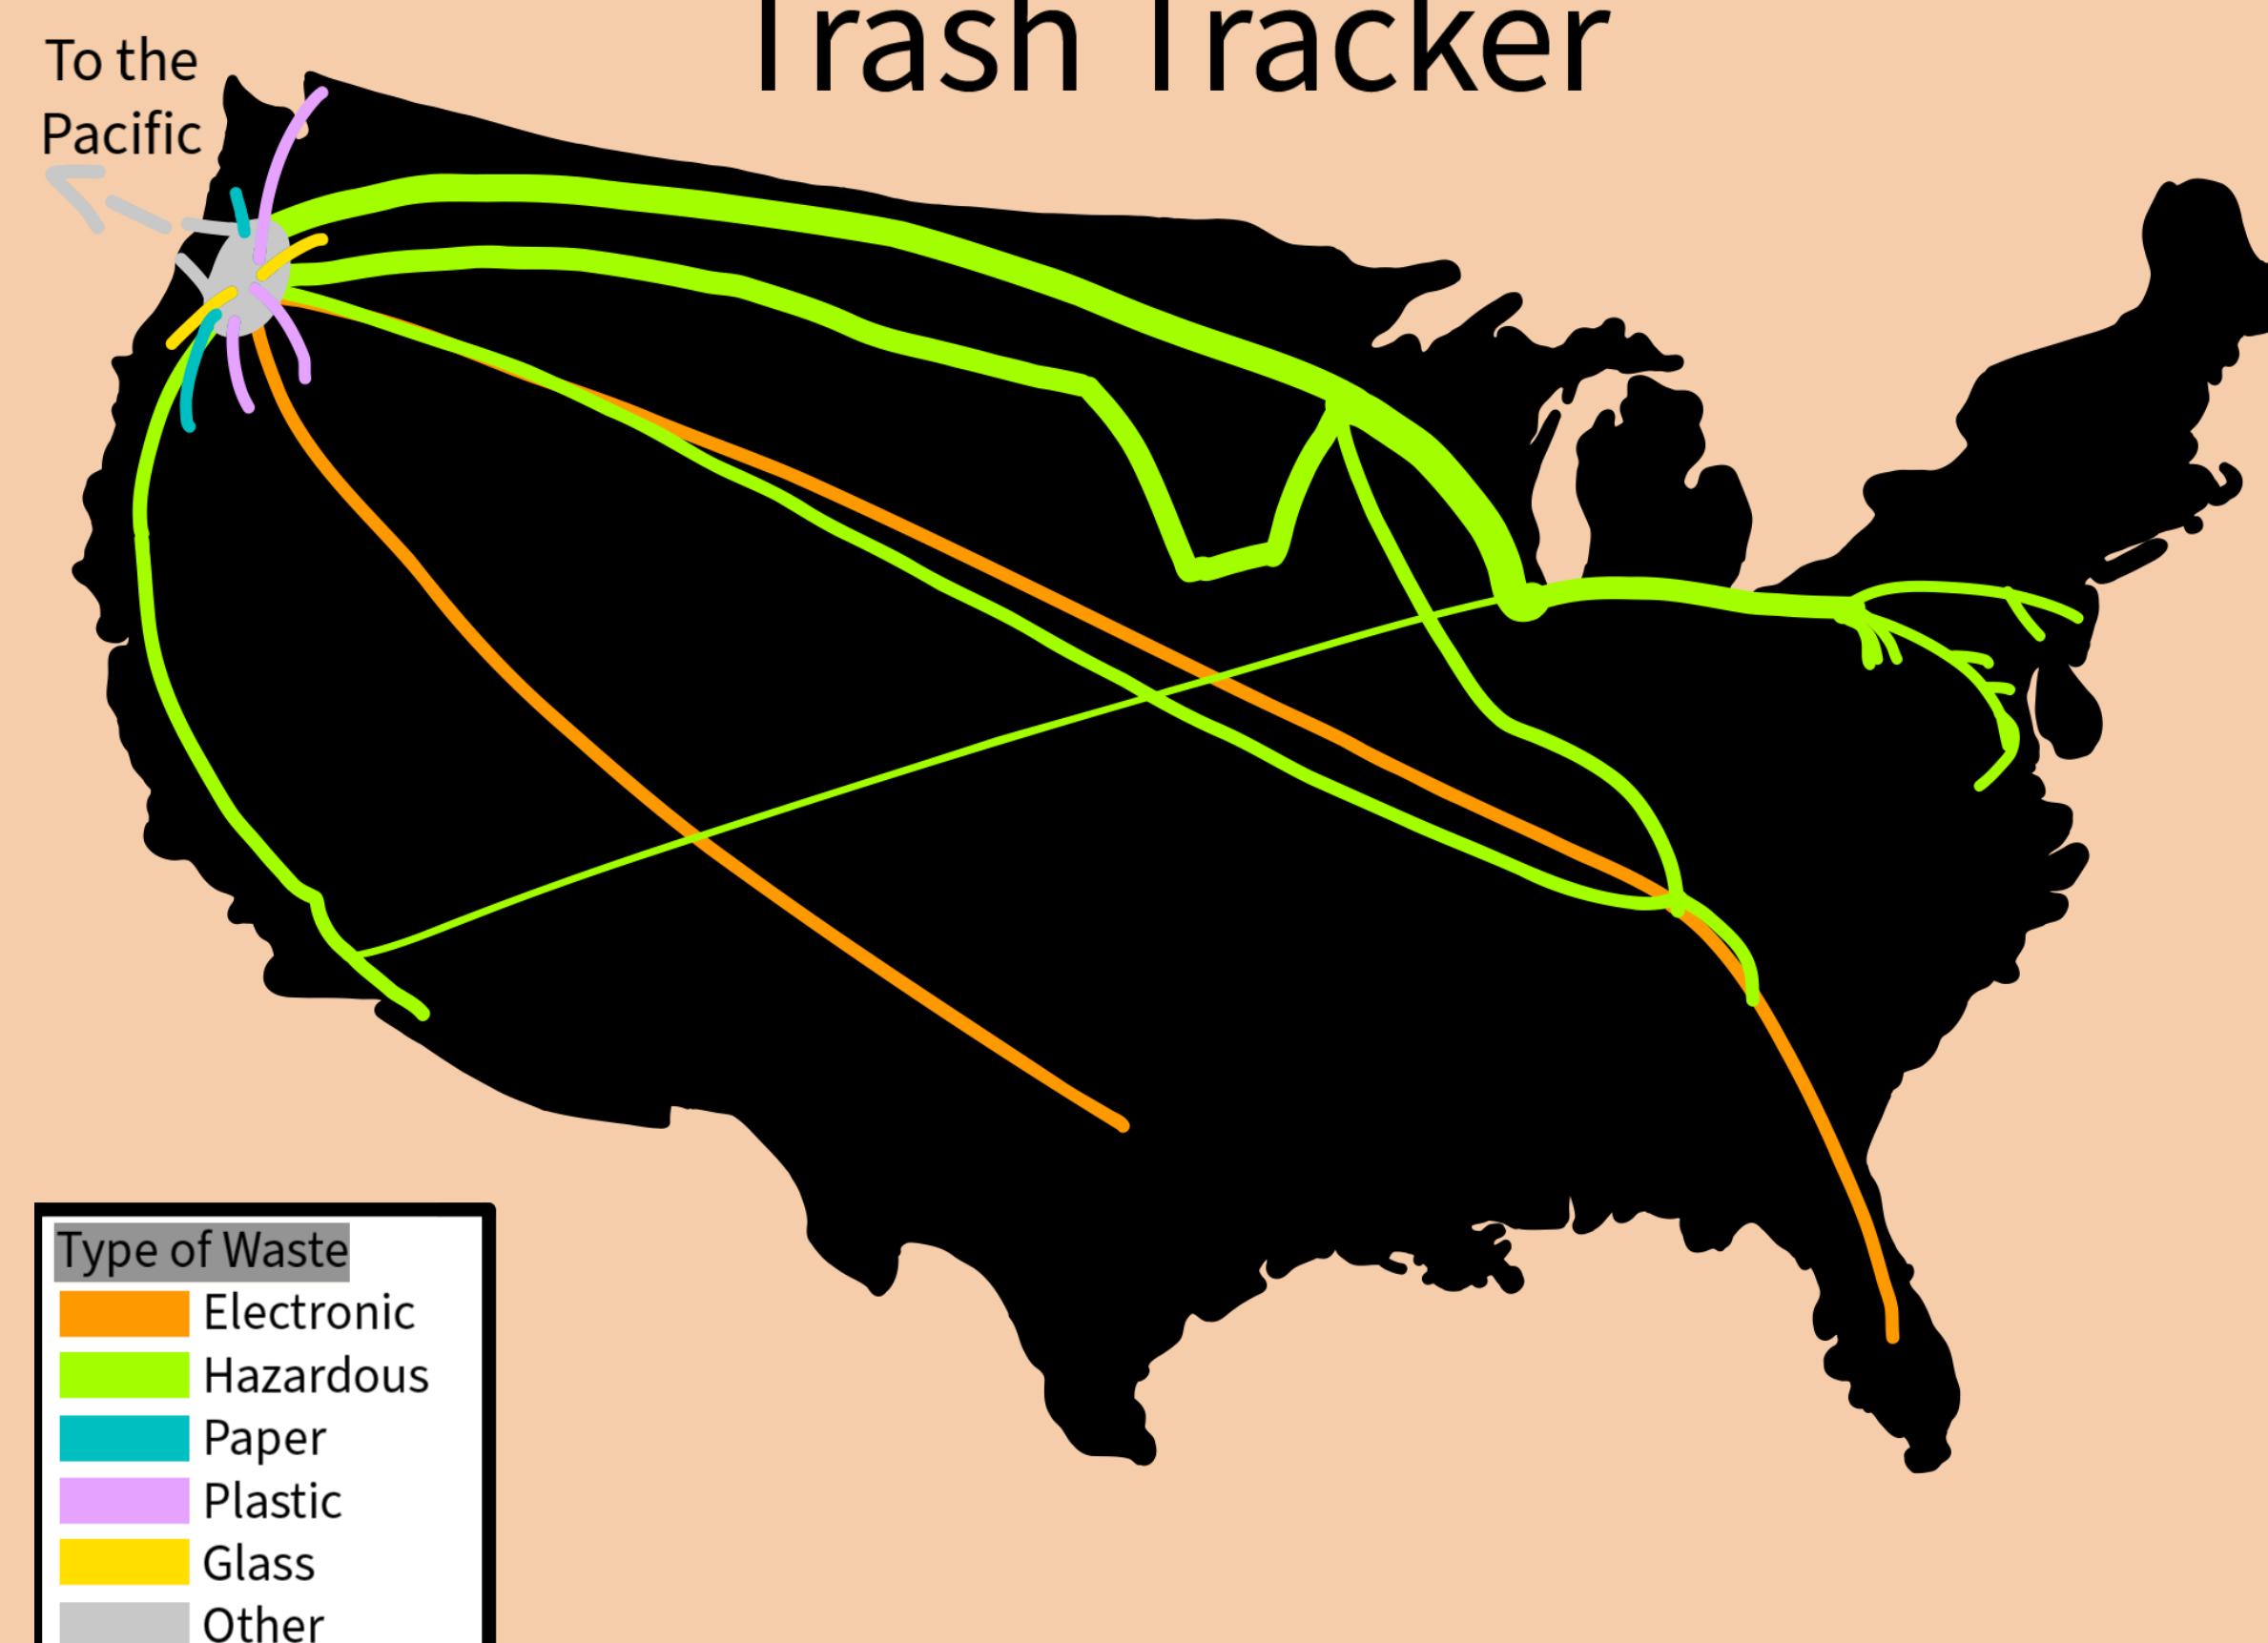 Trash Tracker
To the
Pacific
Type of Waste
Electronic
Hazardous
Paper
Plastic
Glass
Other